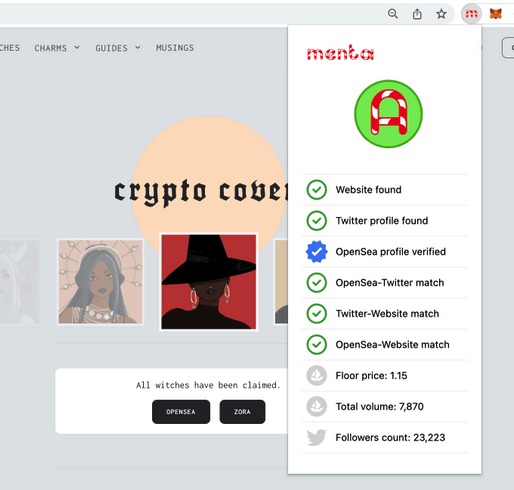 CHES CHARMS GUIDES MUSINGS
crypto cover
All witches have been claimed.
OPENSEA ZORA
menta
A
Website found
Twitter profile found
OpenSea profile verified
OpenSea-Twitter match
Twitter-Website match
OpenSea-Website match
Floor price: 1.15
Total volume: 7,870
Followers count: 23,223